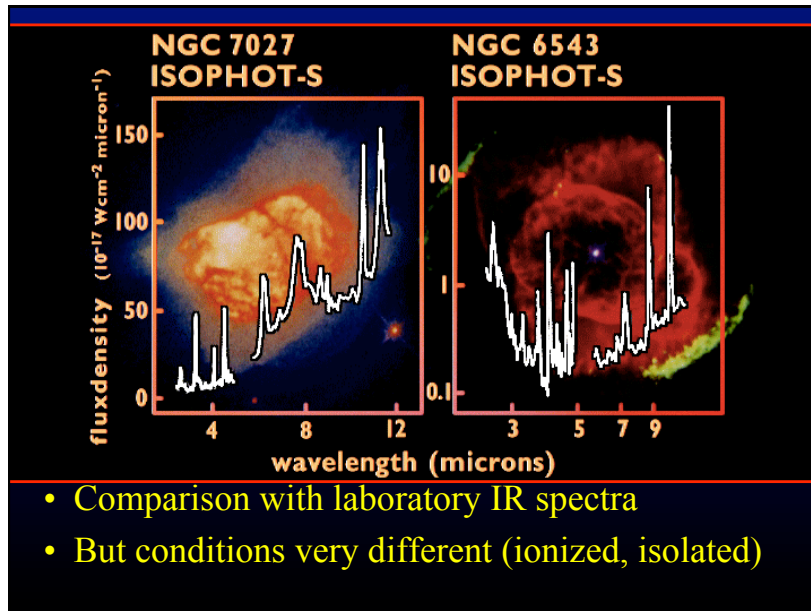 NGC 7027
ISOPHOT-S
NGC 6543
ISOPHOT-S
fluxdensity (10⁻¹⁷ Wcm⁻² micron⁻¹)
150
100
50
0
10
1
0.1
4 8 12
3 5 7 9
wavelength (microns)
• Comparison with laboratory IR spectra
• But conditions very different (ionized, isolated)